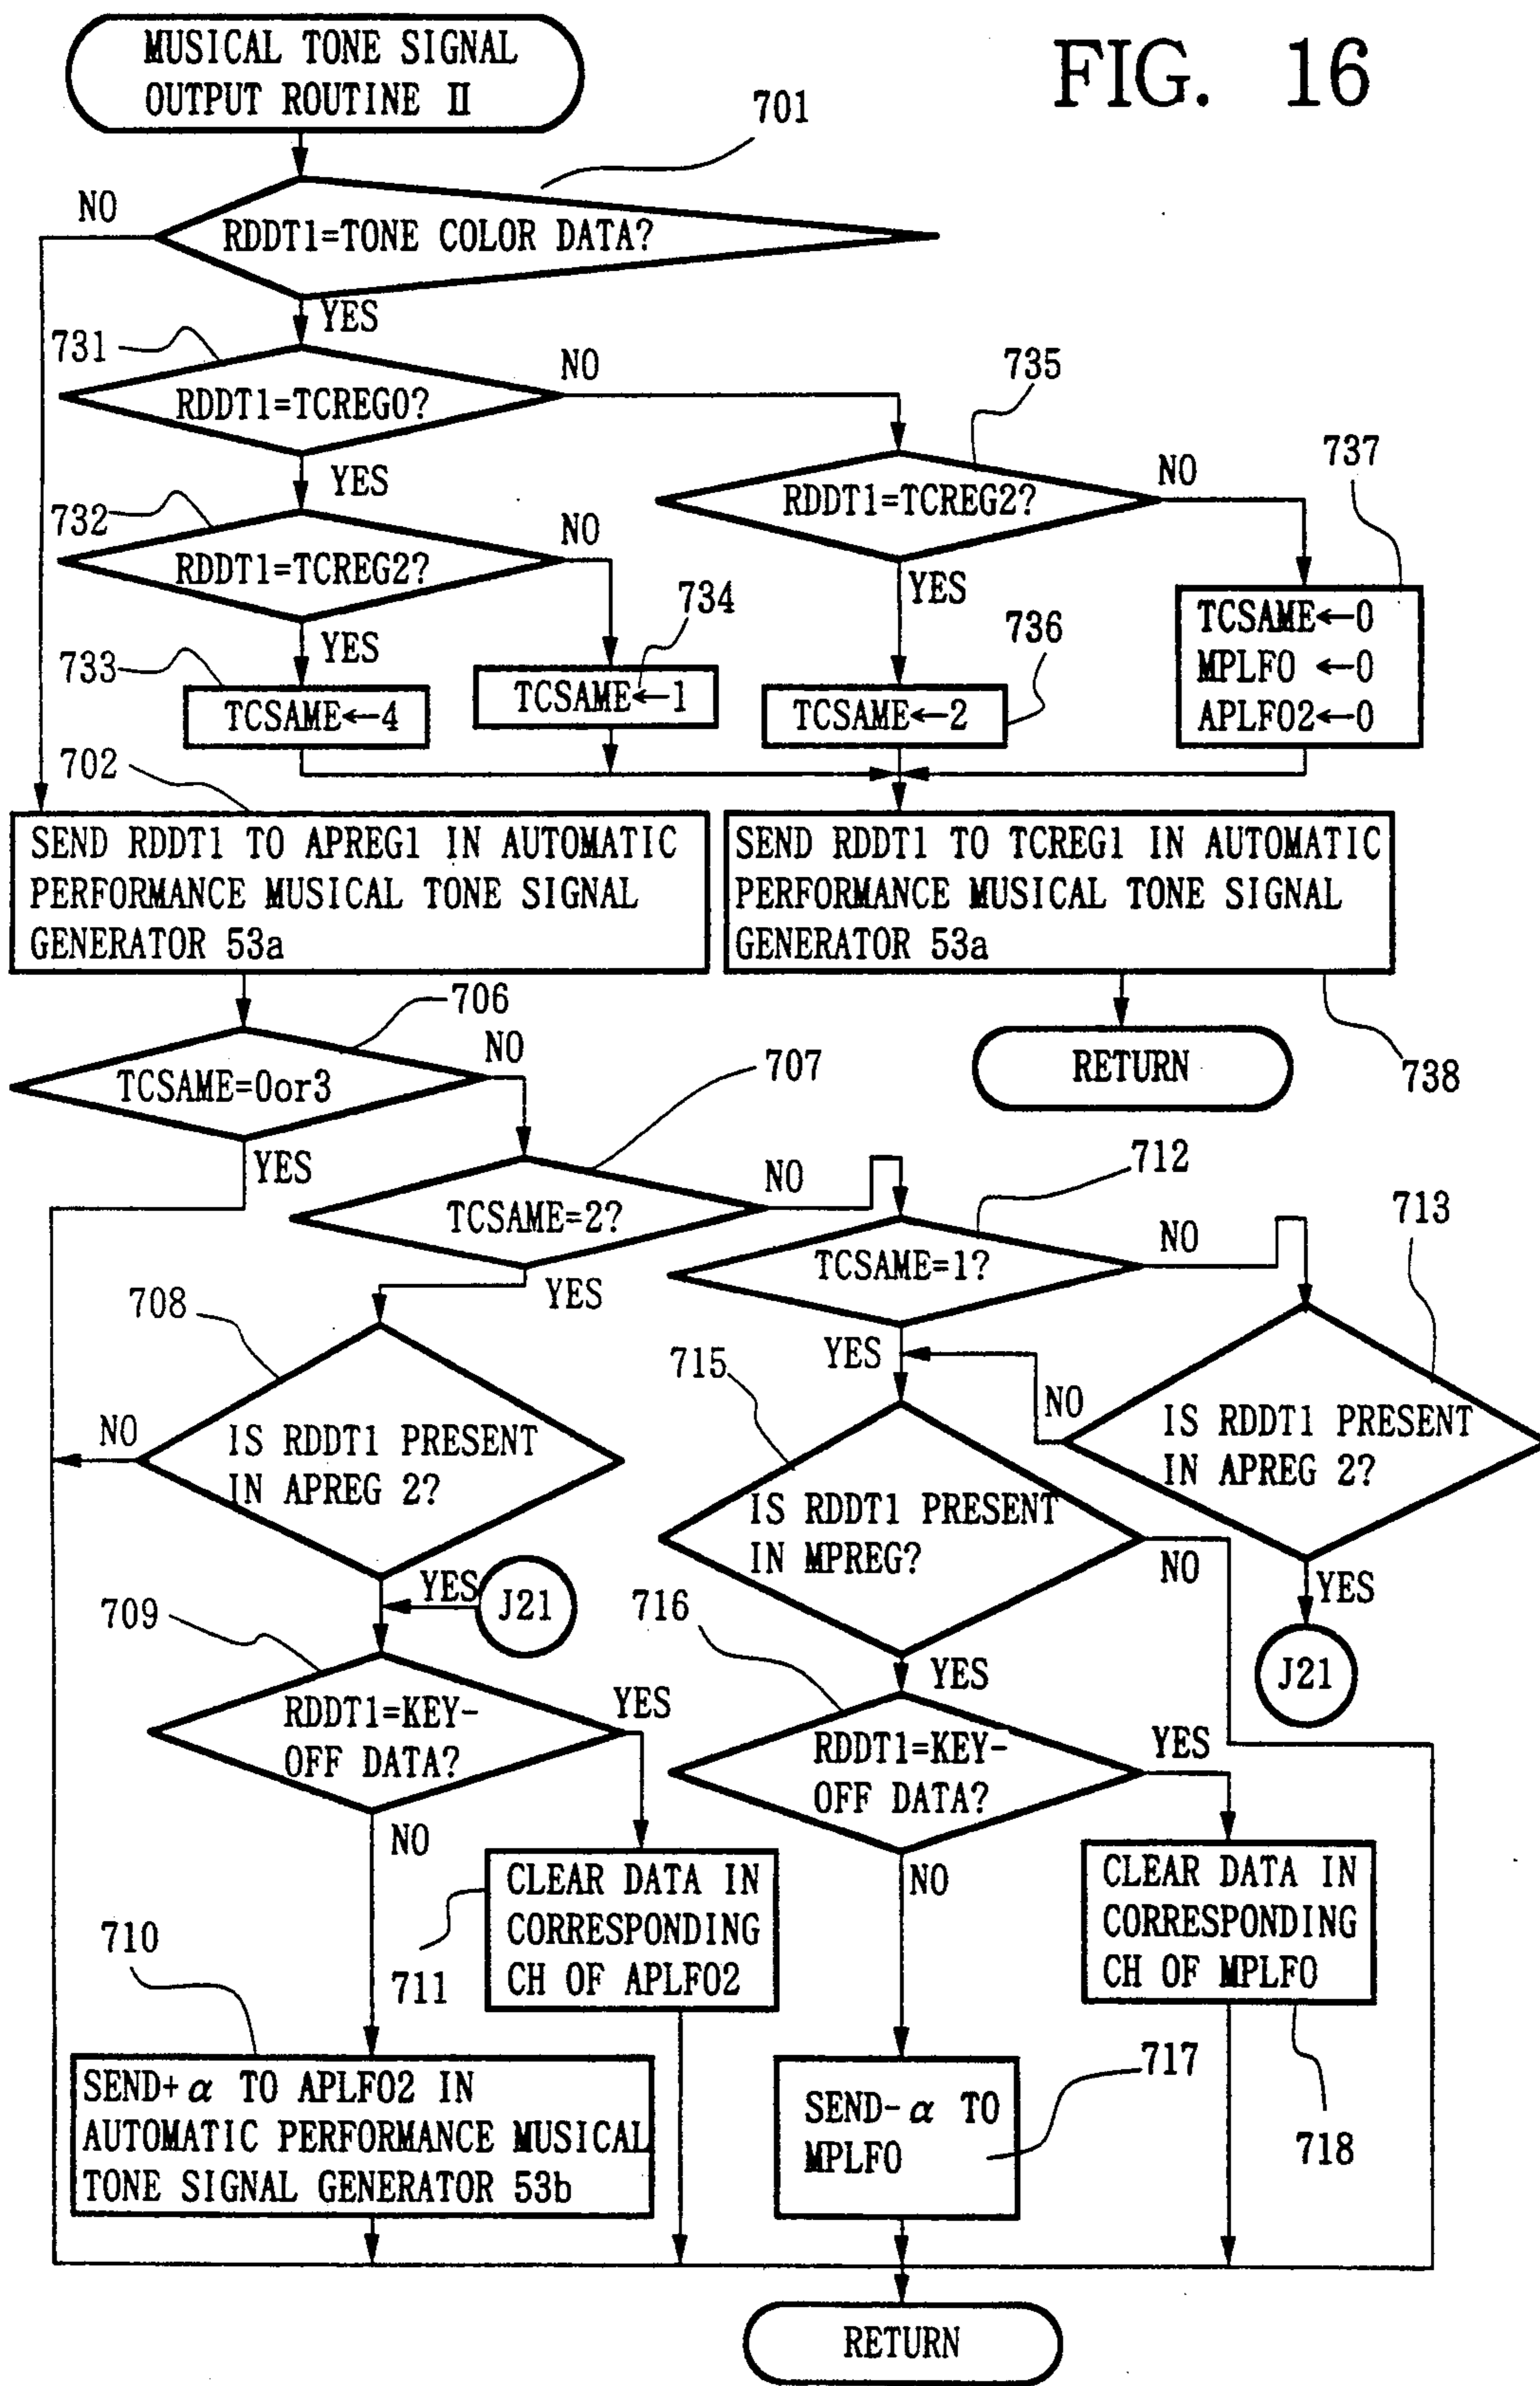 MUSICAL TONE SIGNAL
OUTPUT ROUTINE II
FIG. 16
701
NO
RDDT1=TONE COLOR DATA?
YES
731
RDDT1=TCREG0?
NO
735
YES
RDDT1=TCREG2?
NO
737
732
RDDT1=TCREG2?
NO
YES
734
YES
736
TCSAME←0
MPLFO ←0
APLFO2←0
733
TCSAME←4
TCSAME←1
TCSAME←2
702
SEND RDDT1 TO APREG1 IN AUTOMATIC
PERFORMANCE MUSICAL TONE SIGNAL
GENERATOR 53a
SEND RDDT1 TO TCREG1 IN AUTOMATIC
PERFORMANCE MUSICAL TONE SIGNAL
GENERATOR 53a
706
TCSAME=0or3
NO
707
RETURN
738
YES
TCSAME=2?
NO
712
TCSAME=1?
NO
713
YES
708
YES
715
NO
IS RDDT1 PRESENT
IN APREG 2?
NO
IS RDDT1 PRESENT
IN APREG 2?
IS RDDT1 PRESENT
IN MPREG?
NO
YES
J21
YES
J21
709
716
YES
RDDT1=KEY-
OFF DATA?
YES
RDDT1=KEY-
OFF DATA?
YES
NO
711
CLEAR DATA IN
CORRESPONDING
CH OF APLFO2
NO
CLEAR DATA IN
CORRESPONDING
CH OF MPLFO
710
SEND+α TO APLFO2 IN
AUTOMATIC PERFORMANCE MUSICAL
TONE SIGNAL GENERATOR 53b
SEND-α TO
MPLFO
717
718
RETURN